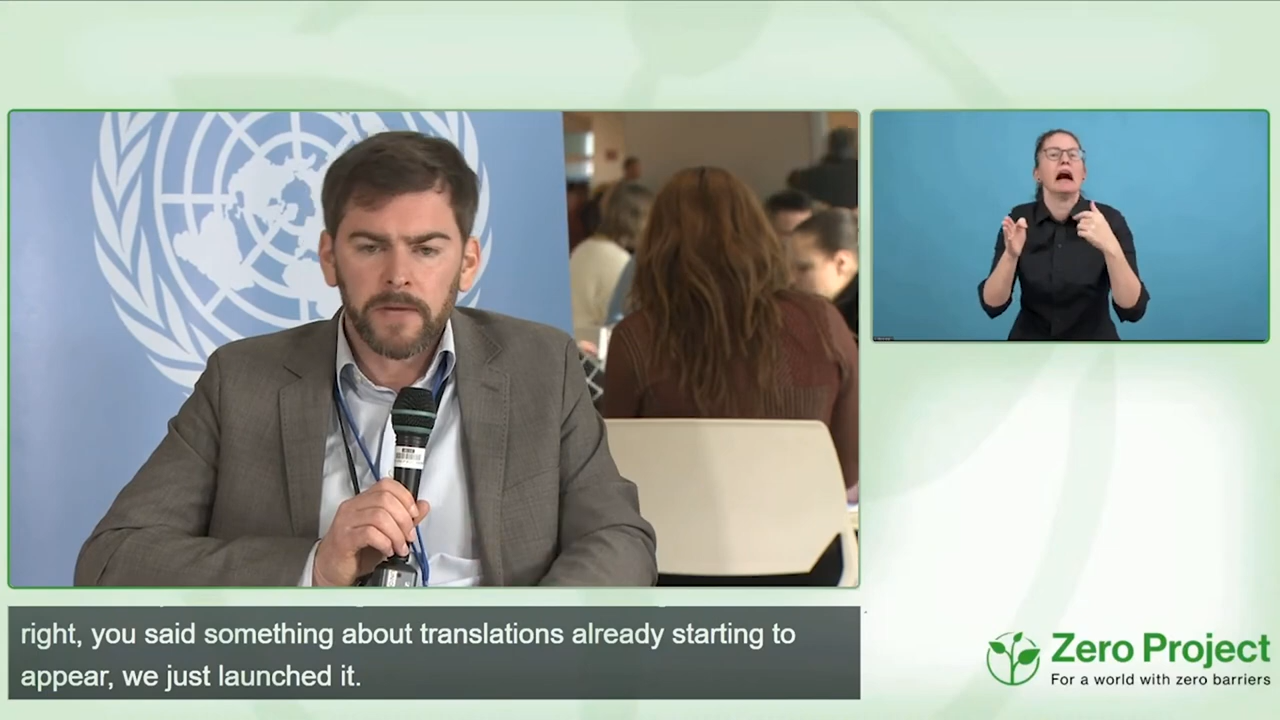 right, you said something about translations already starting to
appear, we just launched it.
Zero Project
For a world with zero barriers